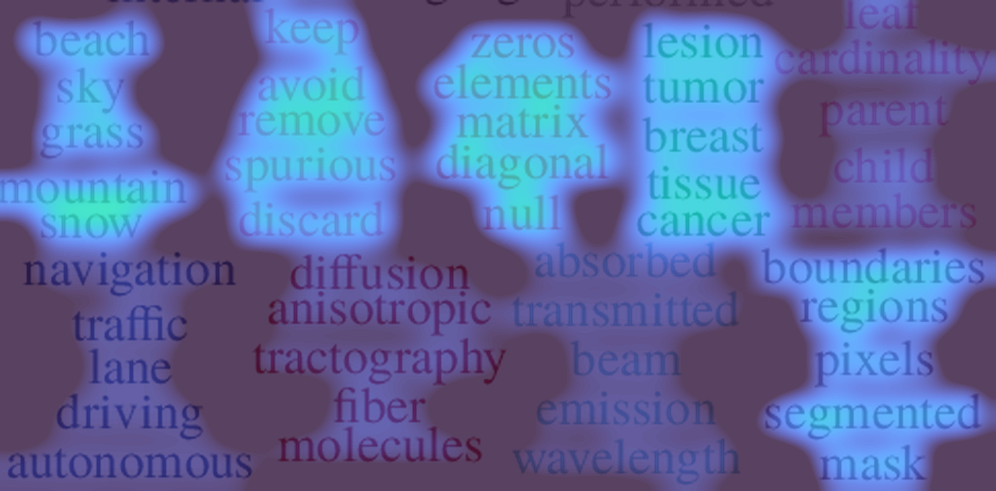 external
performed
beach
sky
grass
mountain
snow
keep
avoid
remove
spurious
discard
zeros
elements
matrix
diagonal
null
lesion
tumor
breast
tissue
cancer
leaf
cardinality
parent
child
members
navigation
traffic
lane
driving
autonomous
diffusion
anisotropic
tractography
fiber
molecules
absorbed
transmitted
beam
emission
wavelength
boundaries
regions
pixels
segmented
mask